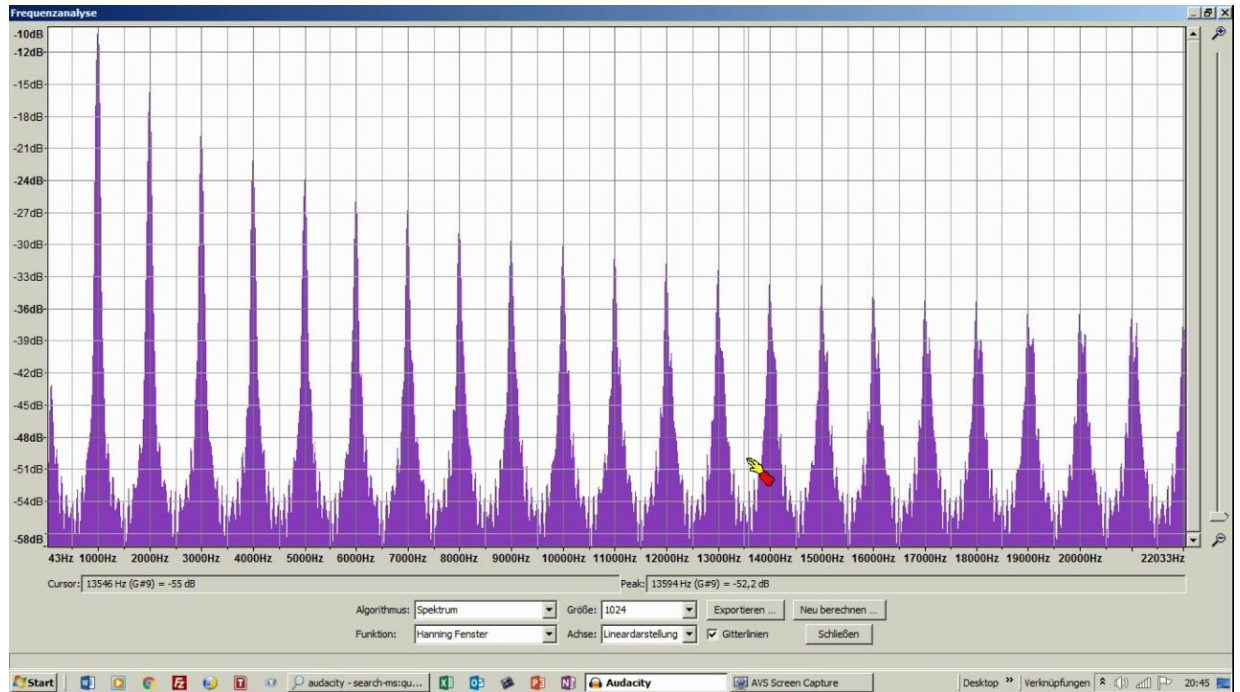 Frequenzanalyse
-10dB
-12dB
-15dB
-18dB
-21dB
-24dB
-27dB
-30dB
-33dB
-36dB
-39dB
-42dB
-45dB
-48dB
-51dB
-54dB
-58dB
43Hz 1000Hz 2000Hz 3000Hz 4000Hz 5000Hz 6000Hz 7000Hz 8000Hz 9000Hz 10000Hz 11000Hz 12000Hz 13000Hz 14000Hz 15000Hz 16000Hz 17000Hz 18000Hz 19000Hz 20000Hz 22033Hz
Cursor: 13546 Hz (G#9) = -55 dB Peak: 13594 Hz (G#9) = -52,2 dB
Algorithmus: Spektrum Größe: 1024 Exportieren ... Neu berechnen ...
Funktion: Hanning Fenster Achse: Lineardarstellung Gitterlinien Schließen
Start audacity - search-ms:qu... Audacity AVS Screen Capture Desktop » Verknüpfungen 20:45